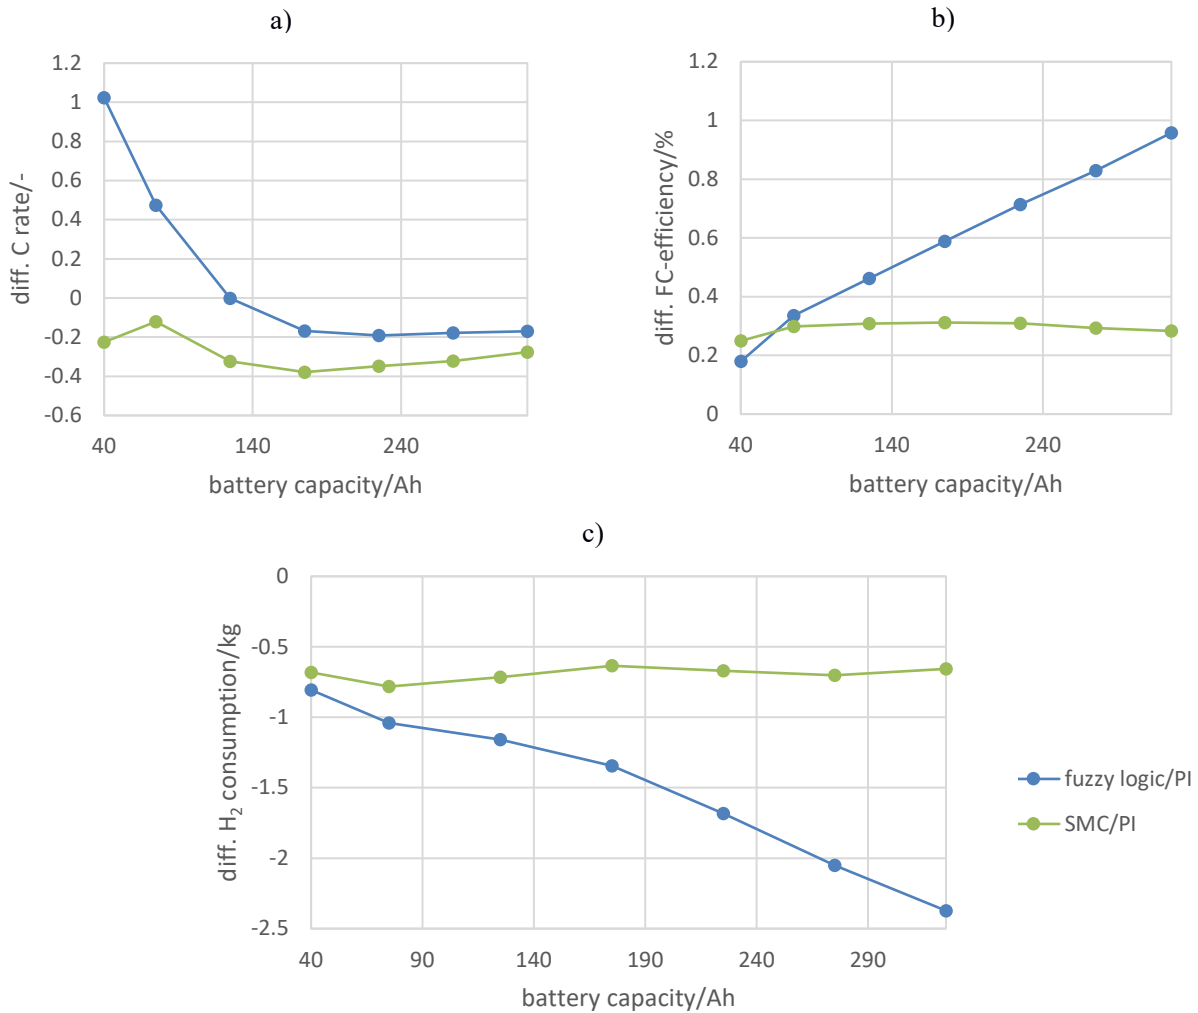 a)
1.2
1
0.8
0.6
0.4
0.2
0
-0.2
-0.4
-0.6
diff. C rate/-
40 140 240
battery capacity/Ah
b)
1.2
1
0.8
0.6
0.4
0.2
0
diff. FC-efficiency/%
40 140 240
battery capacity/Ah
c)
0
-0.5
-1
-1.5
-2
-2.5
diff. H₂ consumption/kg
40 90 140 190 240 290
battery capacity/Ah
fuzzy logic/PI
SMC/PI